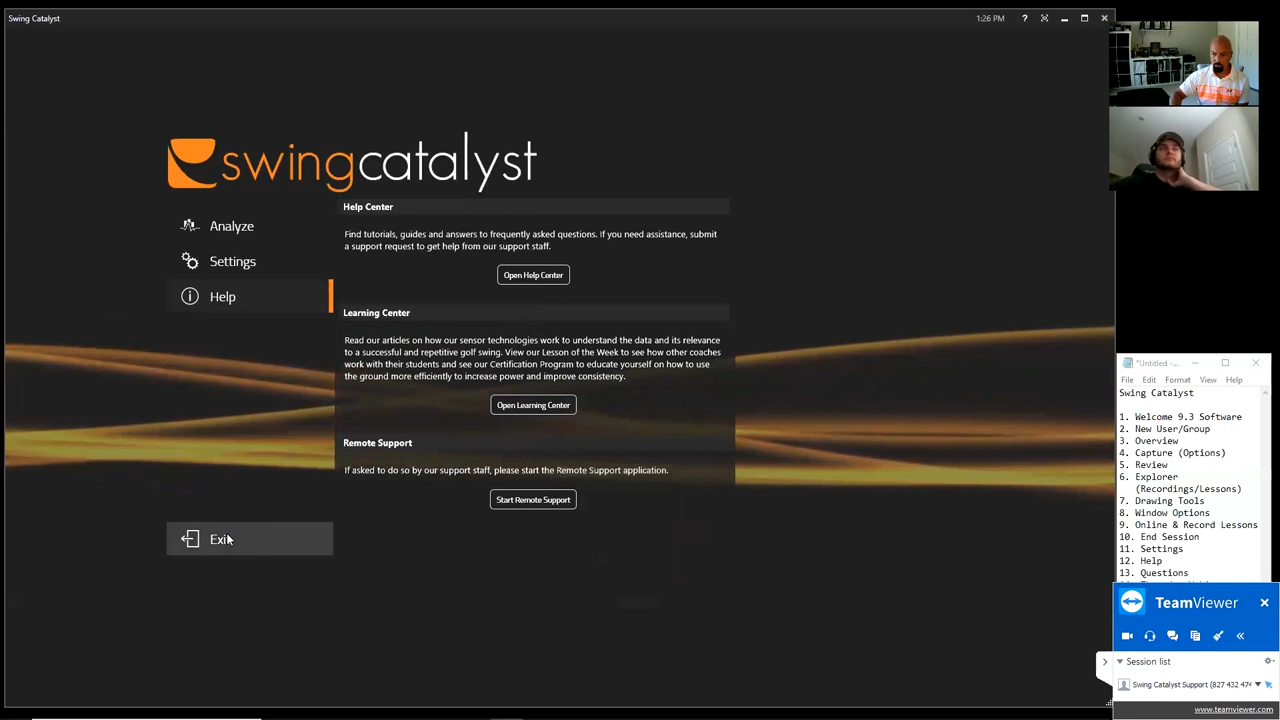 Swing Catalyst
1:26 PM
?
swingcatalyst
Analyze
Settings
Help
Exit
Help Center
Find tutorials, guides and answers to frequently asked questions. If you need assistance, submit
a support request to get help from our support staff.
Open Help Center
Learning Center
Read our articles on how our sensor technologies work to understand the data and its relevance
to a successful and repetitive golf swing. View our Lesson of the Week to see how other coaches
work with their students and see our Certification Program to educate yourself on how to use
the ground more efficiently to increase power and improve consistency.
Open Learning Center
Remote Support
If asked to do so by our support staff, please start the Remote Support application.
Start Remote Support
*Untitled - ...
File Edit Format View Help
Swing Catalyst
1. Welcome 9.3 Software
2. New User/Group
3. Overview
4. Capture (Options)
5. Review
6. Explorer
(Recordings/Lessons)
7. Drawing Tools
8. Window Options
9. Online & Record Lessons
10. End Session
11. Settings
12. Help
13. Questions
TeamViewer
Session list
Swing Catalyst Support (827 432 474
www.teamviewer.com